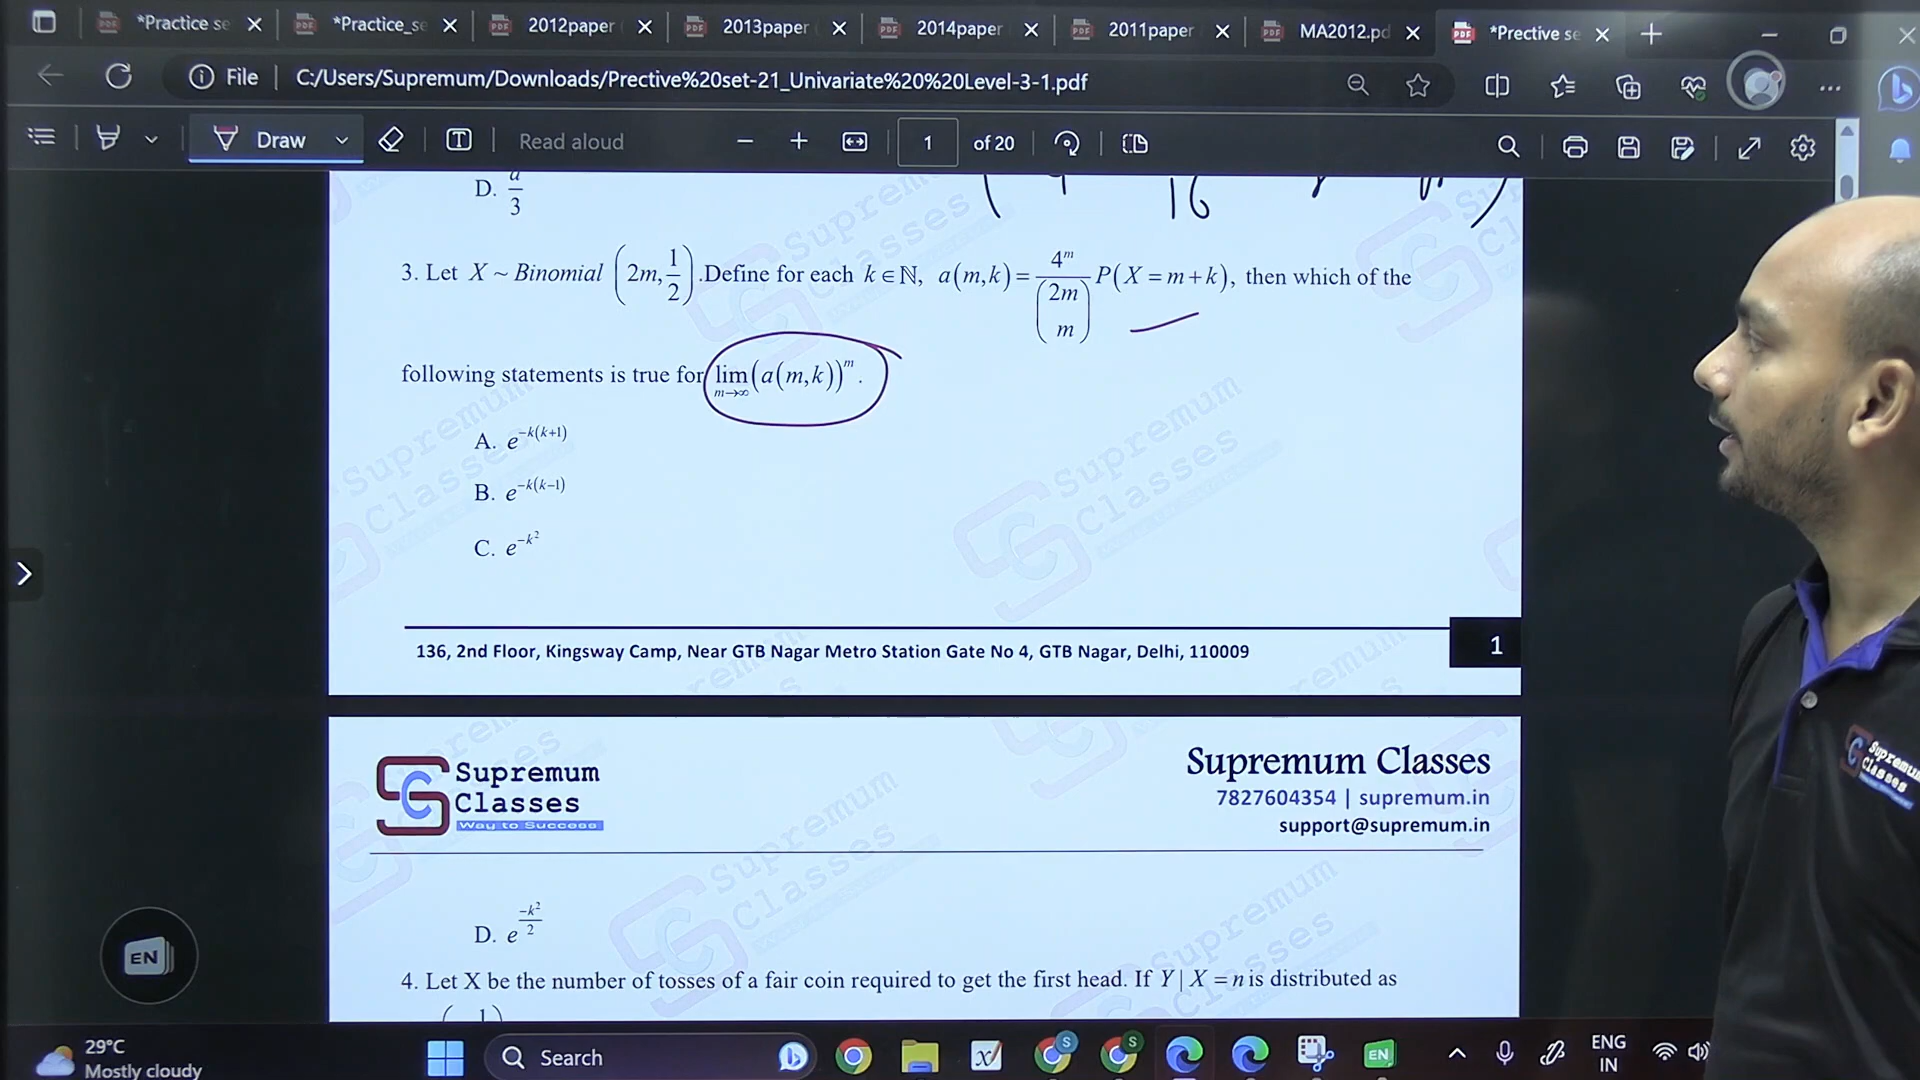 *Practice se
*Practice_se
2012paper
2013paper
2014paper
2011paper
MA2012.pd
*Prective se
File
C:/Users/Supremum/Downloads/Prective%20set-21_Univariate%20%20Level-3-1.pdf
Draw
Read aloud
1 of 20
D. a/3
16
3. Let X ~ Binomial (2m, 1/2) .Define for each k ∈ ℕ, a(m,k) = 4^m / (2m m) P(X = m + k), then which of the
following statements is true for lim m→∞ (a(m,k))^m .
A. e^{-k(k+1)}
B. e^{-k(k-1)}
C. e^{-k^2}
136, 2nd Floor, Kingsway Camp, Near GTB Nagar Metro Station Gate No 4, GTB Nagar, Delhi, 110009
1
Supremum
Classes
Way to Success
Supremum Classes
7827604354 | supremum.in
support@supremum.in
D. e^{-k^2/2}
4. Let X be the number of tosses of a fair coin required to get the first head. If Y | X = n is distributed as
EN
29°C
Mostly cloudy
Search
ENG
IN
EN
Supremum
Classes